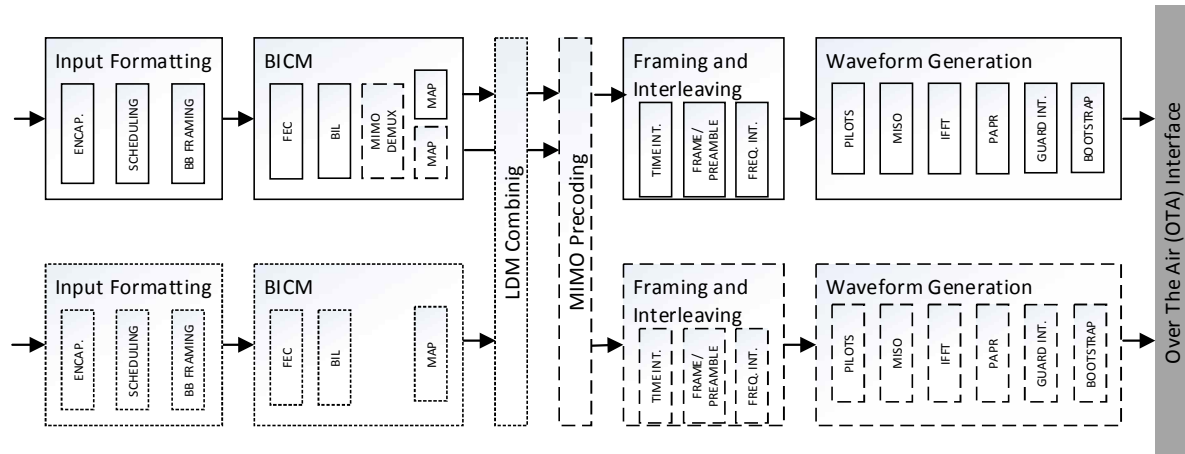 Input Formatting
ENCAP.
SCHEDULING
BB FRAMING
BICM
FEC
BIL
MIMO
DEMUX
MAP
MAP
LDM Combinig
MIMO Precoding
Framing and
Interleaving
TIME INT.
FRAME/
PREAMBLE
FREQ. INT.
Waveform Generation
PILOTS
MISO
IFFT
PAPR
GUARD INT.
BOOTSTRAP
Over The Air (OTA) Interface
Input Formatting
ENCAP.
SCHEDULING
BB FRAMING
BICM
FEC
BIL
MAP
Framing and
Interleaving
TIME INT.
FRAME/
PREAMBLE
FREQ. INT.
Waveform Generation
PILOTS
MISO
IFFT
PAPR
GUARD INT.
BOOTSTRAP